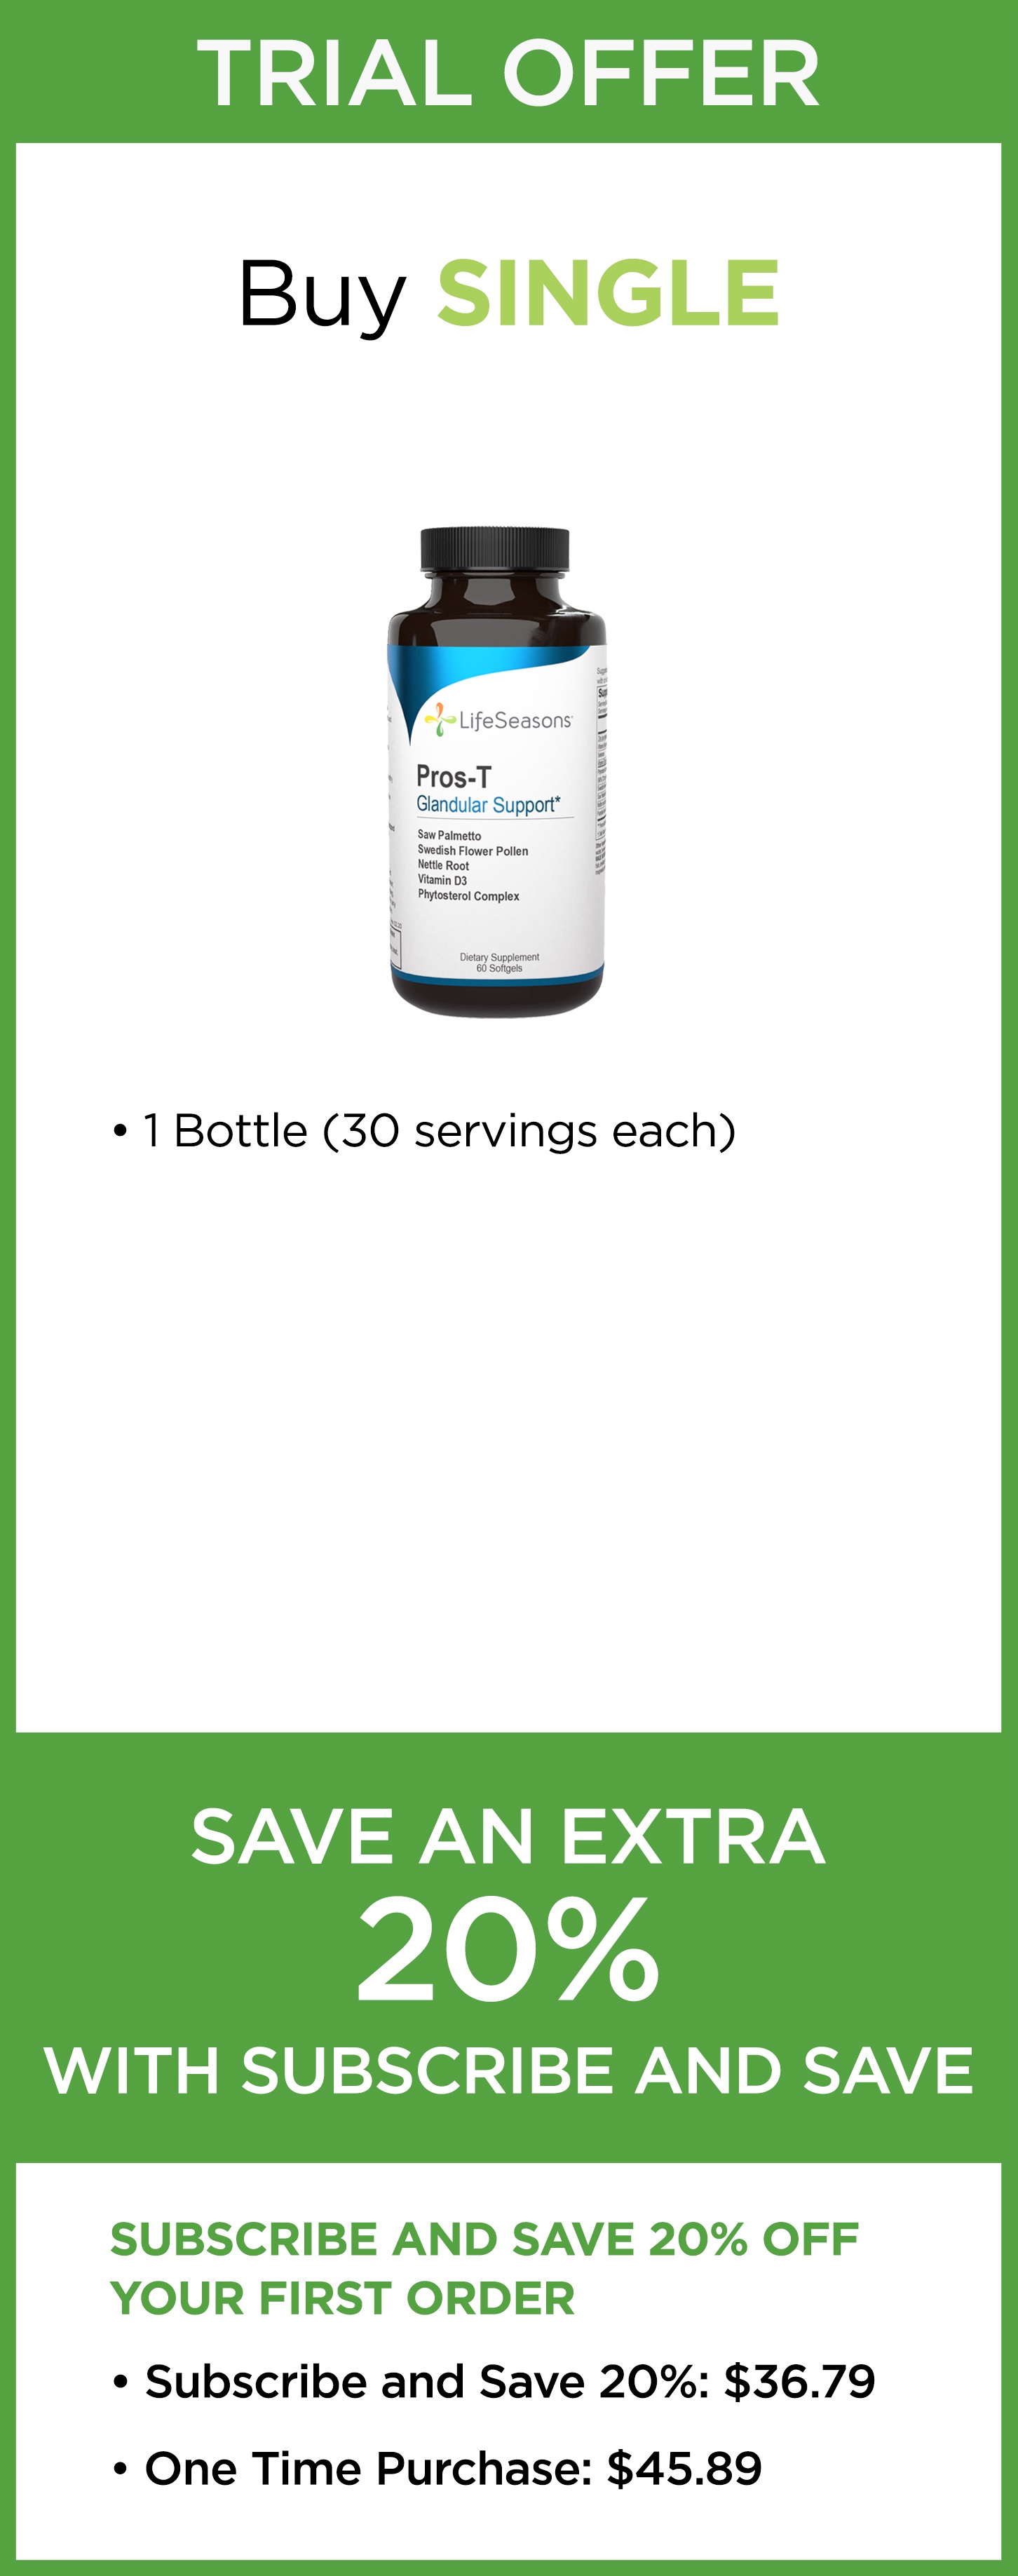 TRIAL OFFER
Buy SINGLE
LifeSeasons
Pros-T
Glandular Support*
Saw Palmetto
Swedish Flower Pollen
Nettle Root
Vitamin D3
Phytosterol Complex
Dietary Supplement
60 Softgels
• 1 Bottle (30 servings each)
SAVE AN EXTRA
20%
WITH SUBSCRIBE AND SAVE
SUBSCRIBE AND SAVE 20% OFF
YOUR FIRST ORDER
• Subscribe and Save 20%: $36.79
• One Time Purchase: $45.89